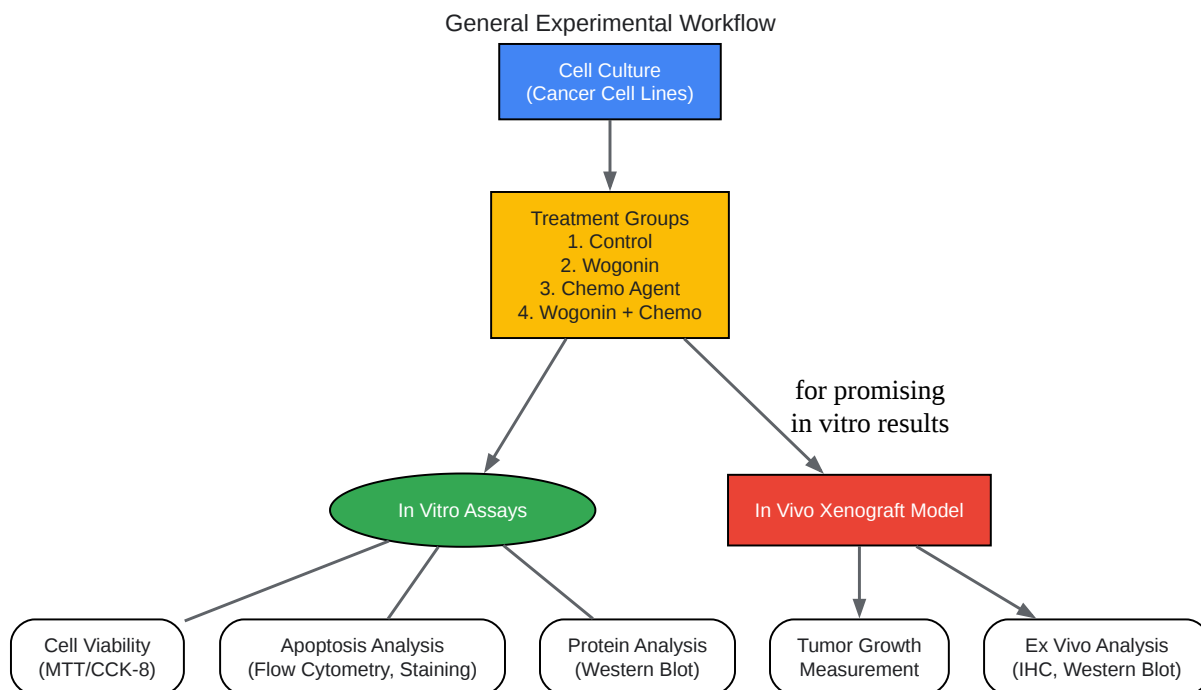 General Experimental Workflow
Cell Culture
(Cancer Cell Lines)
Treatment Groups
1. Control
2. Wogonin
3. Chemo Agent
4. Wogonin + Chemo
for promising
in vitro results
In Vitro Assays
In Vivo Xenograft Model
Cell Viability
(MTT/CCK-8)
Apoptosis Analysis
(Flow Cytometry, Staining)
Protein Analysis
(Western Blot)
Tumor Growth
Measurement
Ex Vivo Analysis
(IHC, Western Blot)